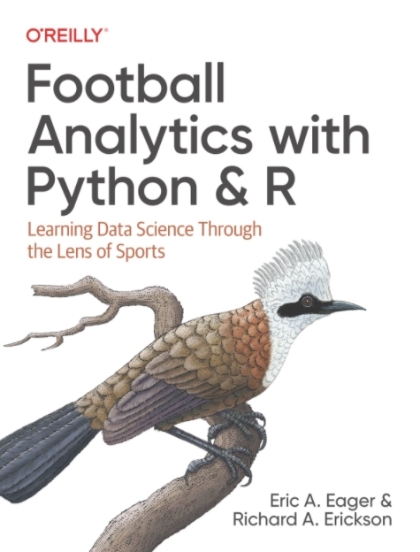 O'REILLY®
Football
Analytics with
Python & R
Learning Data Science Through
the Lens of Sports
Eric A. Eager &
Richard A. Erickson